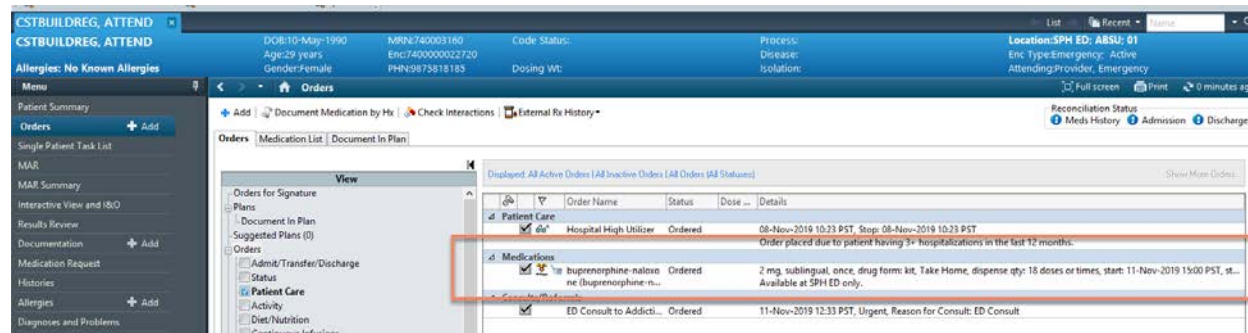 CSTBUILDREG, ATTEND
List Recent Name
CSTBUILDREG, ATTEND DOB:10-May-1990 MRN:740003160 Code Status: Process: Location:SPH ED; ABSU; 01
Age:29 years Enc:7400000022720 Disease: Enc Type:Emergency; Active
Allergies: No Known Allergies Gender:Female PHN:9875818185 Dosing Wt: Isolation: Attending:Provider, Emergency
Menu Orders Full screen Print 0 minutes ag
Patient Summary
Orders Add
Single Patient Task List
MAR
MAR Summary
Interactive View and I&O
Results Review
Documentation Add
Medication Request
Histories
Allergies Add
Diagnoses and Problems
Add Document Medication by Hx Check Interactions External Rx History
Reconciliation Status
Meds History Admission Discharge
Orders Medication List Document In Plan
View
Orders for Signature
Plans
Document In Plan
Suggested Plans (0)
Orders
Admit/Transfer/Discharge
Status
Patient Care
Activity
Diet/Nutrition
Continuous Infusions
Displayed: All Active Orders | All Inactive Orders | All Orders (All Statuses) Show More Orders...
Order Name Status Dose ... Details
Patient Care
Hospital High Utilizer Ordered 08-Nov-2019 10:23 PST, Stop: 08-Nov-2019 10:23 PST
Order placed due to patient having 3+ hospitalizations in the last 12 months.
Medications
buprenorphine-naloxo Ordered 2 mg, sublingual, once, drug form: kit, Take Home, dispense qty: 18 doses or times, start: 11-Nov-2019 15:00 PST, st...
ne (buprenorphine-n... Available at SPH ED only.
Consults/Referrals
ED Consult to Addicti... Ordered 11-Nov-2019 12:33 PST, Urgent, Reason for Consult: ED Consult